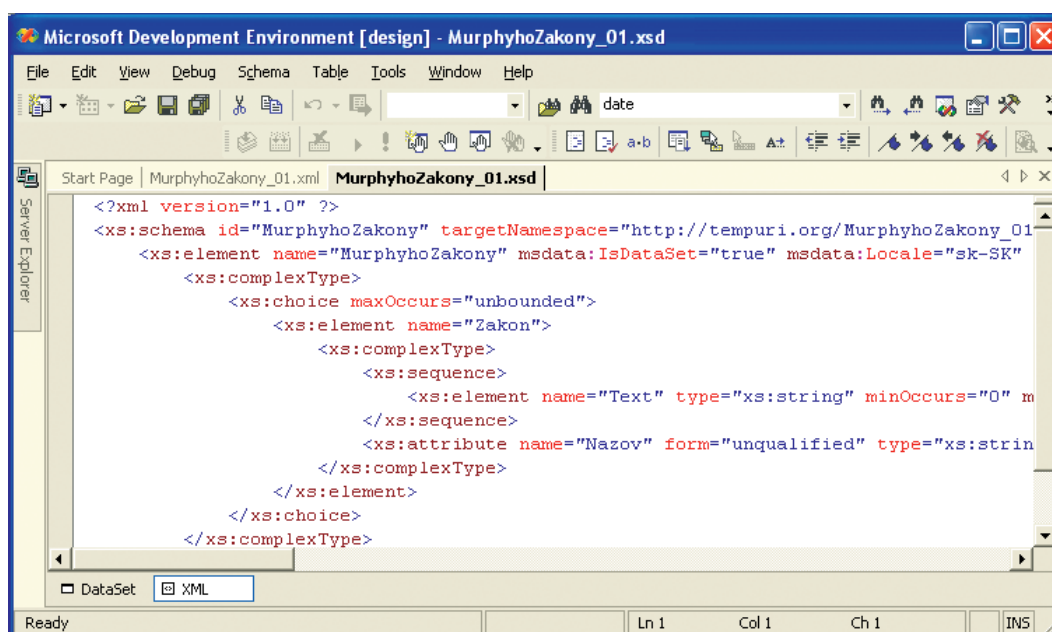 Microsoft Development Environment [design] - MurphyhoZakony_01.xsd
File Edit View Debug Schema Table Tools Window Help
date
Start Page MurphyhoZakony_01.xml MurphyhoZakony_01.xsd
Server Explorer
<?xml version="1.0" ?>
<xs:schema id="MurphyhoZakony" targetNamespace="http://tempuri.org/MurphyhoZakony_01
<xs:element name="MurphyhoZakony" msdata:IsDataSet="true" msdata:Locale="sk-SK"
<xs:complexType>
<xs:choice maxOccurs="unbounded">
<xs:element name="Zakon">
<xs:complexType>
<xs:sequence>
<xs:element name="Text" type="xs:string" minOccurs="0" m
</xs:sequence>
<xs:attribute name="Nazov" form="unqualified" type="xs:strin
</xs:complexType>
</xs:element>
</xs:choice>
</xs:complexType>
DataSet XML
Ready Ln 1 Col 1 Ch 1 INS